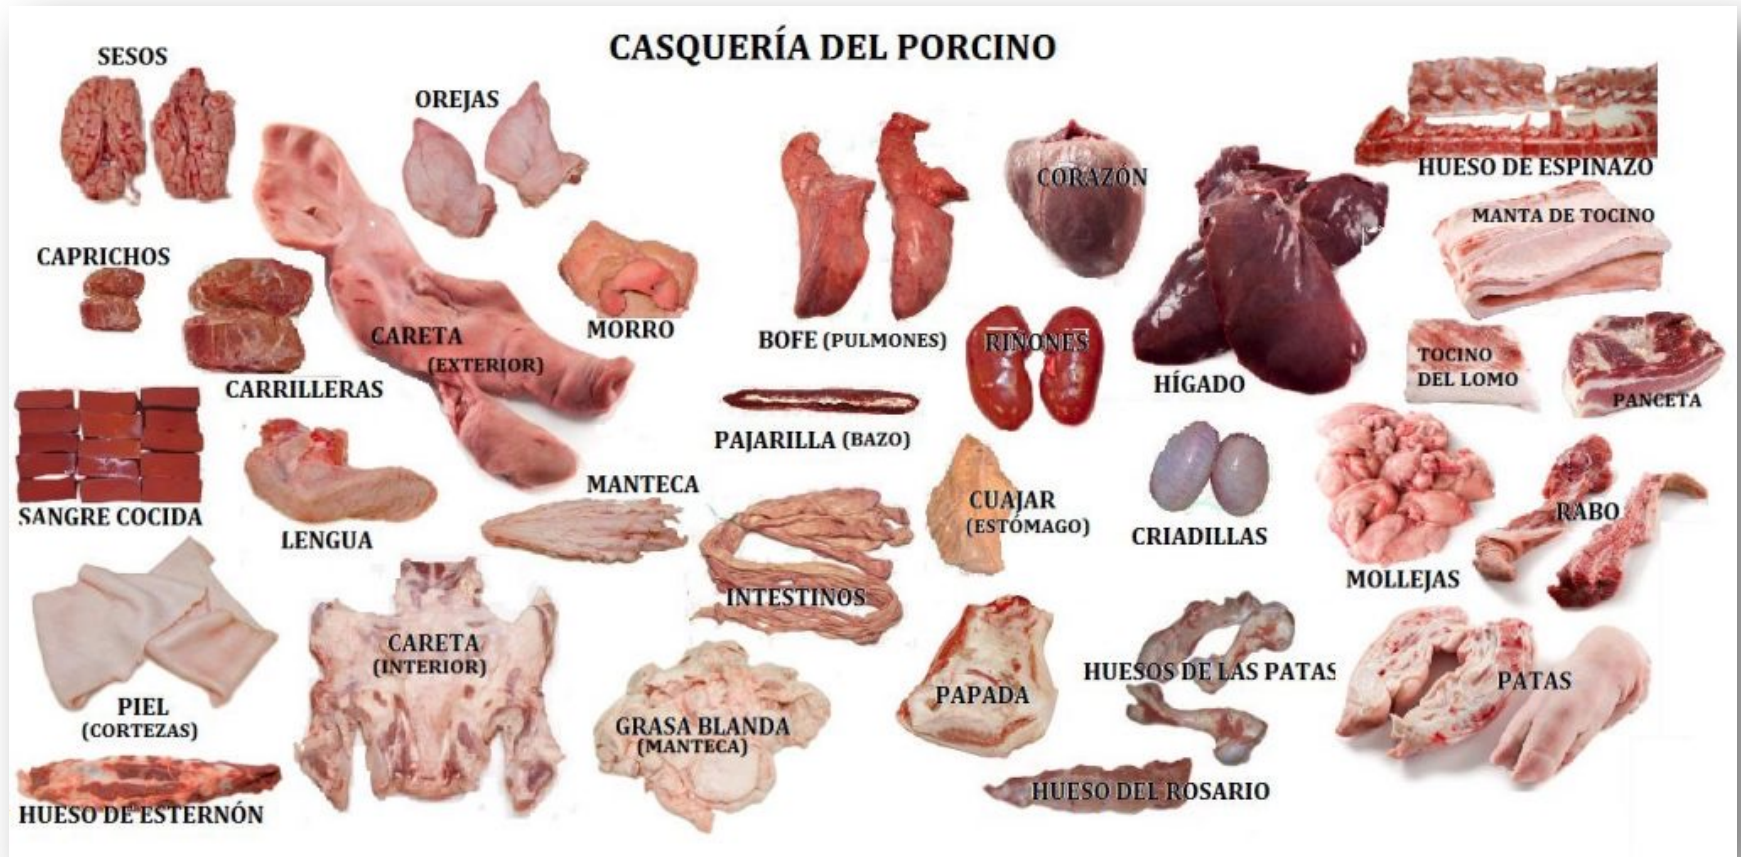 CASQUERÍA DEL PORCINO
SESOS
OREJAS
CORAZÓN
HUESO DE ESPINAZO
MANTA DE TOCINO
CAPRICHOS
CARETA
(EXTERIOR)
MORRO
BOFE (PULMONES)
RIÑONES
HÍGADO
TOCINO
DEL LOMO
PANCETA
CARRILLERAS
PAJARILLA (BAZO)
SANGRE COCIDA
LENGUA
MANTECA
CUAJAR
(ESTÓMAGO)
CRIADILLAS
RABO
MOLLEJAS
INTESTINOS
PIEL
(CORTEZAS)
CARETA
(INTERIOR)
GRASA BLANDA
(MANTECA)
PAPADA
HUESOS DE LAS PATAS
PATAS
HUESO DE ESTERNÓN
HUESO DEL ROSARIO